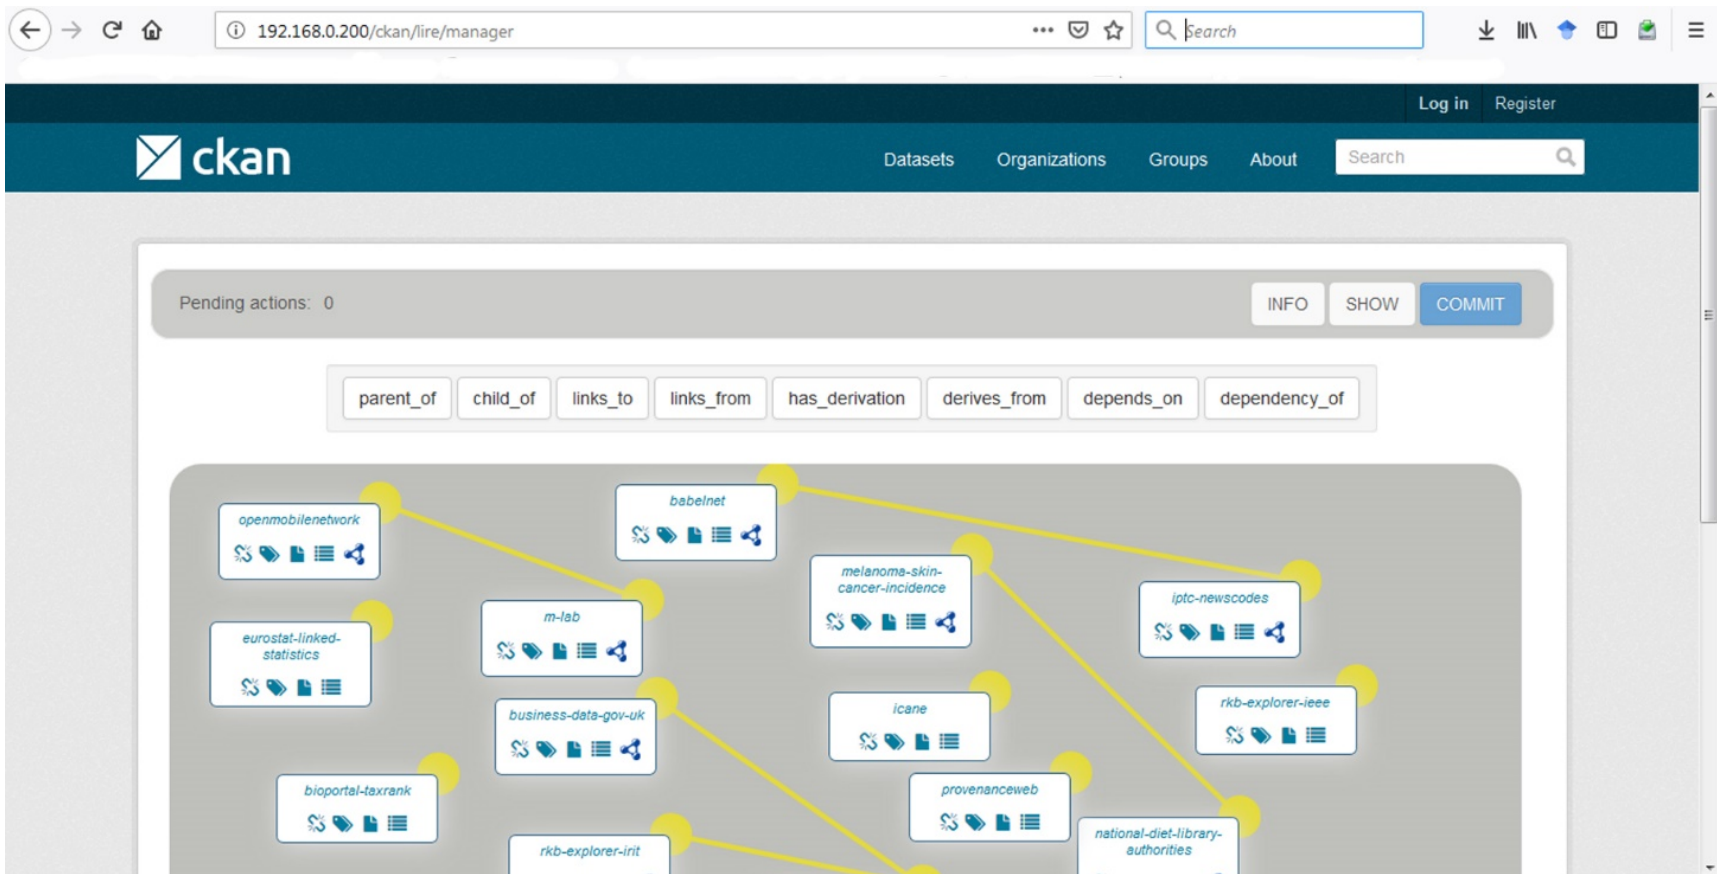 192.168.0.200/ckan/lire/manager
Search
Log in Register
ckan
Datasets Organizations Groups About Search
Pending actions: 0 INFO SHOW COMMIT
parent_of child_of links_to links_from has_derivation derives_from depends_on dependency_of
babelnet
openmobilenetwork
melanoma-skin-
cancer-incidence
iptc-newscodes
m-lab
eurostat-linked-
statistics
rkb-explorer-ieee
icane
business-data-gov-uk
bioportal-taxrank
provenanceweb
national-diet-library-
authorities
rkb-explorer-irit